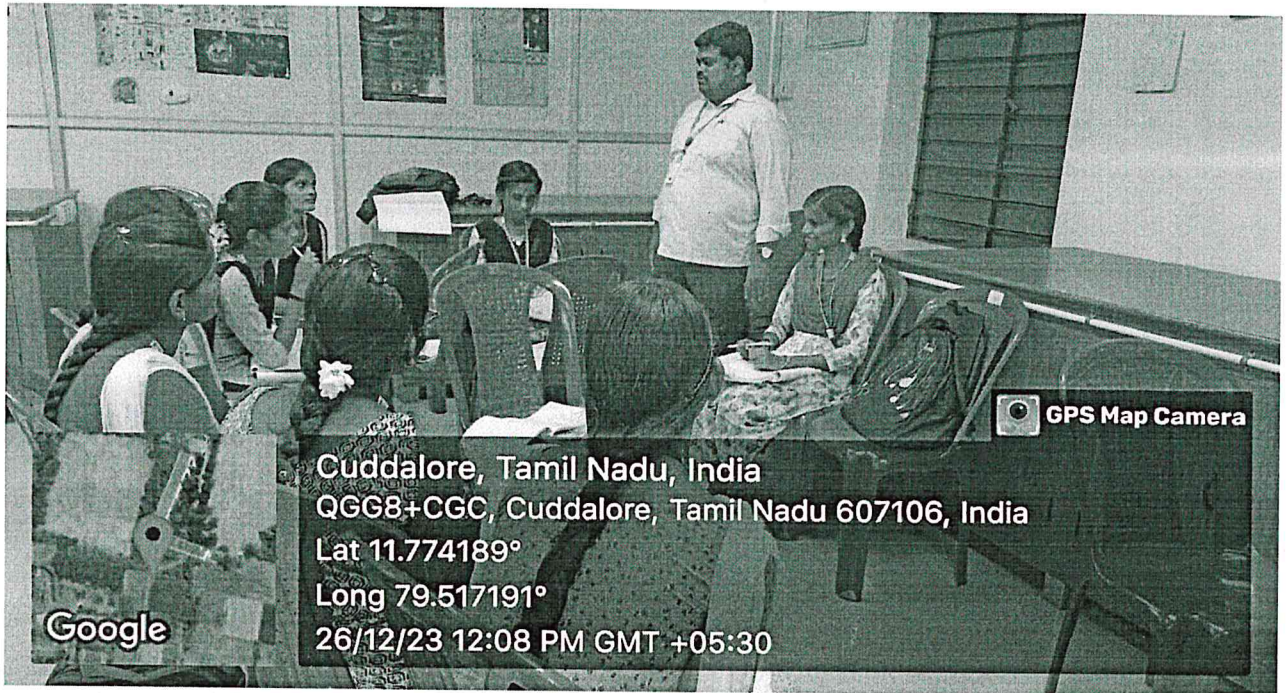 GPS Map Camera
Cuddalore, Tamil Nadu, India
QGG8+CGC, Cuddalore, Tamil Nadu 607106, India
Lat 11.774189°
Long 79.517191°
26/12/23 12:08 PM GMT +05:30
Google